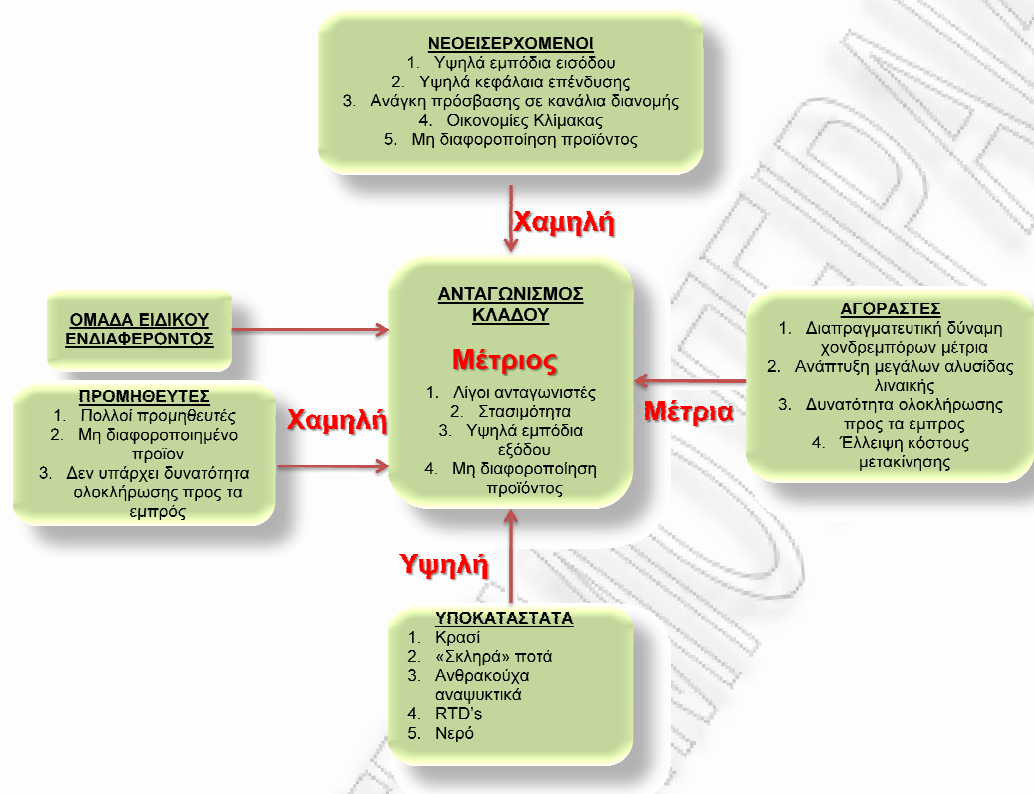 ΝΕΟΕΙΣΕΡΧΟΜΕΝΟΙ
1. Υψηλά εμπόδια εισόδου
2. Υψηλά κεφάλαια επένδυσης
3. Ανάγκη πρόσβασης σε κανάλια διανομής
4. Οικονομίες Κλίμακας
5. Μη διαφοροποίηση προϊόντος
Χαμηλή
ΟΜΑΔΑ ΕΙΔΙΚΟΥ
ΕΝΔΙΑΦΕΡΟΝΤΟΣ
ΠΡΟΜΗΘΕΥΤΕΣ
1. Πολλοί προμηθευτές
2. Μη διαφοροποιημένο
προϊον
3. Δεν υπάρχει δυνατότητα
ολοκλήρωσης προς τα
εμπρός
Χαμηλή
ΑΝΤΑΓΩΝΙΣΜΟΣ
ΚΛΑΔΟΥ
Μέτριος
1. Λίγοι ανταγωνιστές
2. Στασιμότητα
3. Υψηλά εμπόδια
εξόδου
4. Μη διαφοροποίηση
προϊόντος
Μέτρια
ΑΓΟΡΑΣΤΕΣ
1. Διαπραγματευτική δύναμη
χονδρεμπόρων μέτρια
2. Ανάπτυξη μεγάλων αλυσίδας
λιναικής
3. Δυνατότητα ολοκλήρωσης
προς τα εμπρος
4. Έλλειψη κόστους
μετακίνησης
Υψηλή
ΥΠΟΚΑΤΑΣΤΑΤΑ
1. Κρασί
2. «Σκληρά» ποτά
3. Ανθρακούχα
αναψυκτικά
4. RTD's
5. Νερό